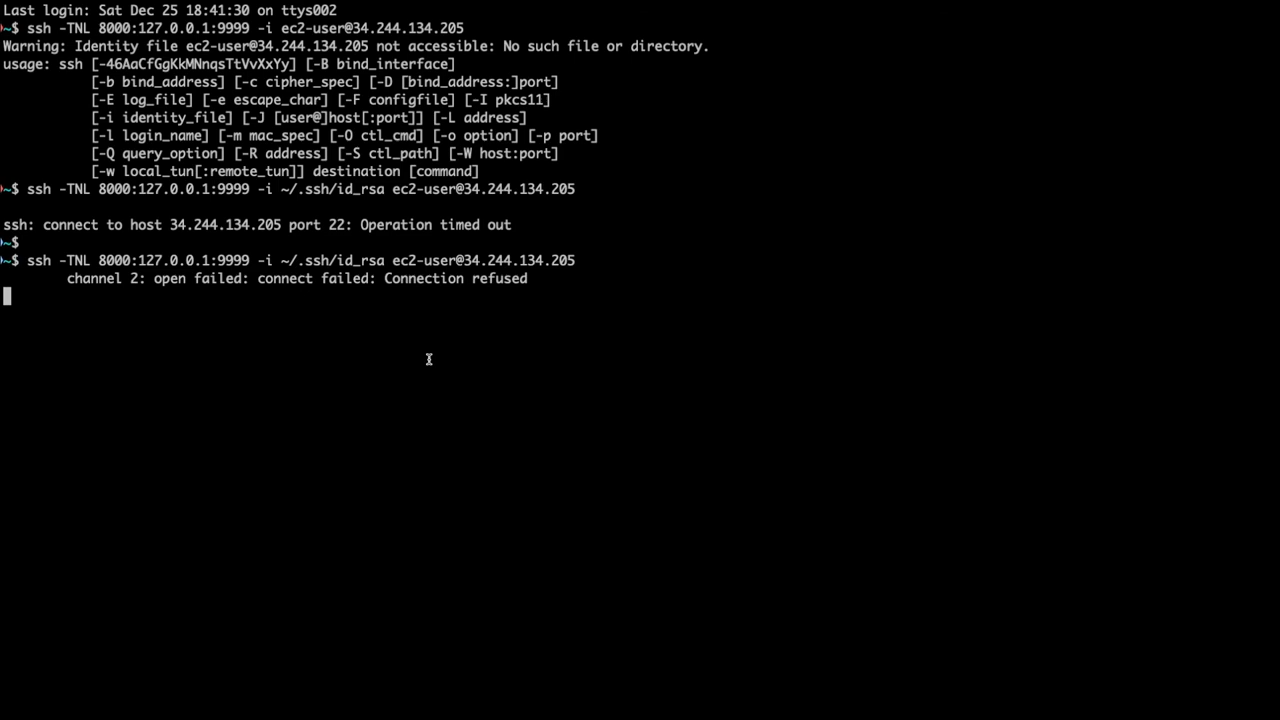 Last login: Sat Dec 25 18:41:30 on ttys002
~$ ssh -TNL 8000:127.0.0.1:9999 -i ec2-user@34.244.134.205
Warning: Identity file ec2-user@34.244.134.205 not accessible: No such file or directory.
usage: ssh [-46AaCfGgKkMNnqsTtVvXxYy] [-B bind_interface]
           [-b bind_address] [-c cipher_spec] [-D [bind_address:]port]
           [-E log_file] [-e escape_char] [-F configfile] [-I pkcs11]
           [-i identity_file] [-J [user@]host[:port]] [-L address]
           [-l login_name] [-m mac_spec] [-O ctl_cmd] [-o option] [-p port]
           [-Q query_option] [-R address] [-S ctl_path] [-W host:port]
           [-w local_tun[:remote_tun]] destination [command]
~$ ssh -TNL 8000:127.0.0.1:9999 -i ~/.ssh/id_rsa ec2-user@34.244.134.205
ssh: connect to host 34.244.134.205 port 22: Operation timed out
~$
~$ ssh -TNL 8000:127.0.0.1:9999 -i ~/.ssh/id_rsa ec2-user@34.244.134.205
        channel 2: open failed: connect failed: Connection refused